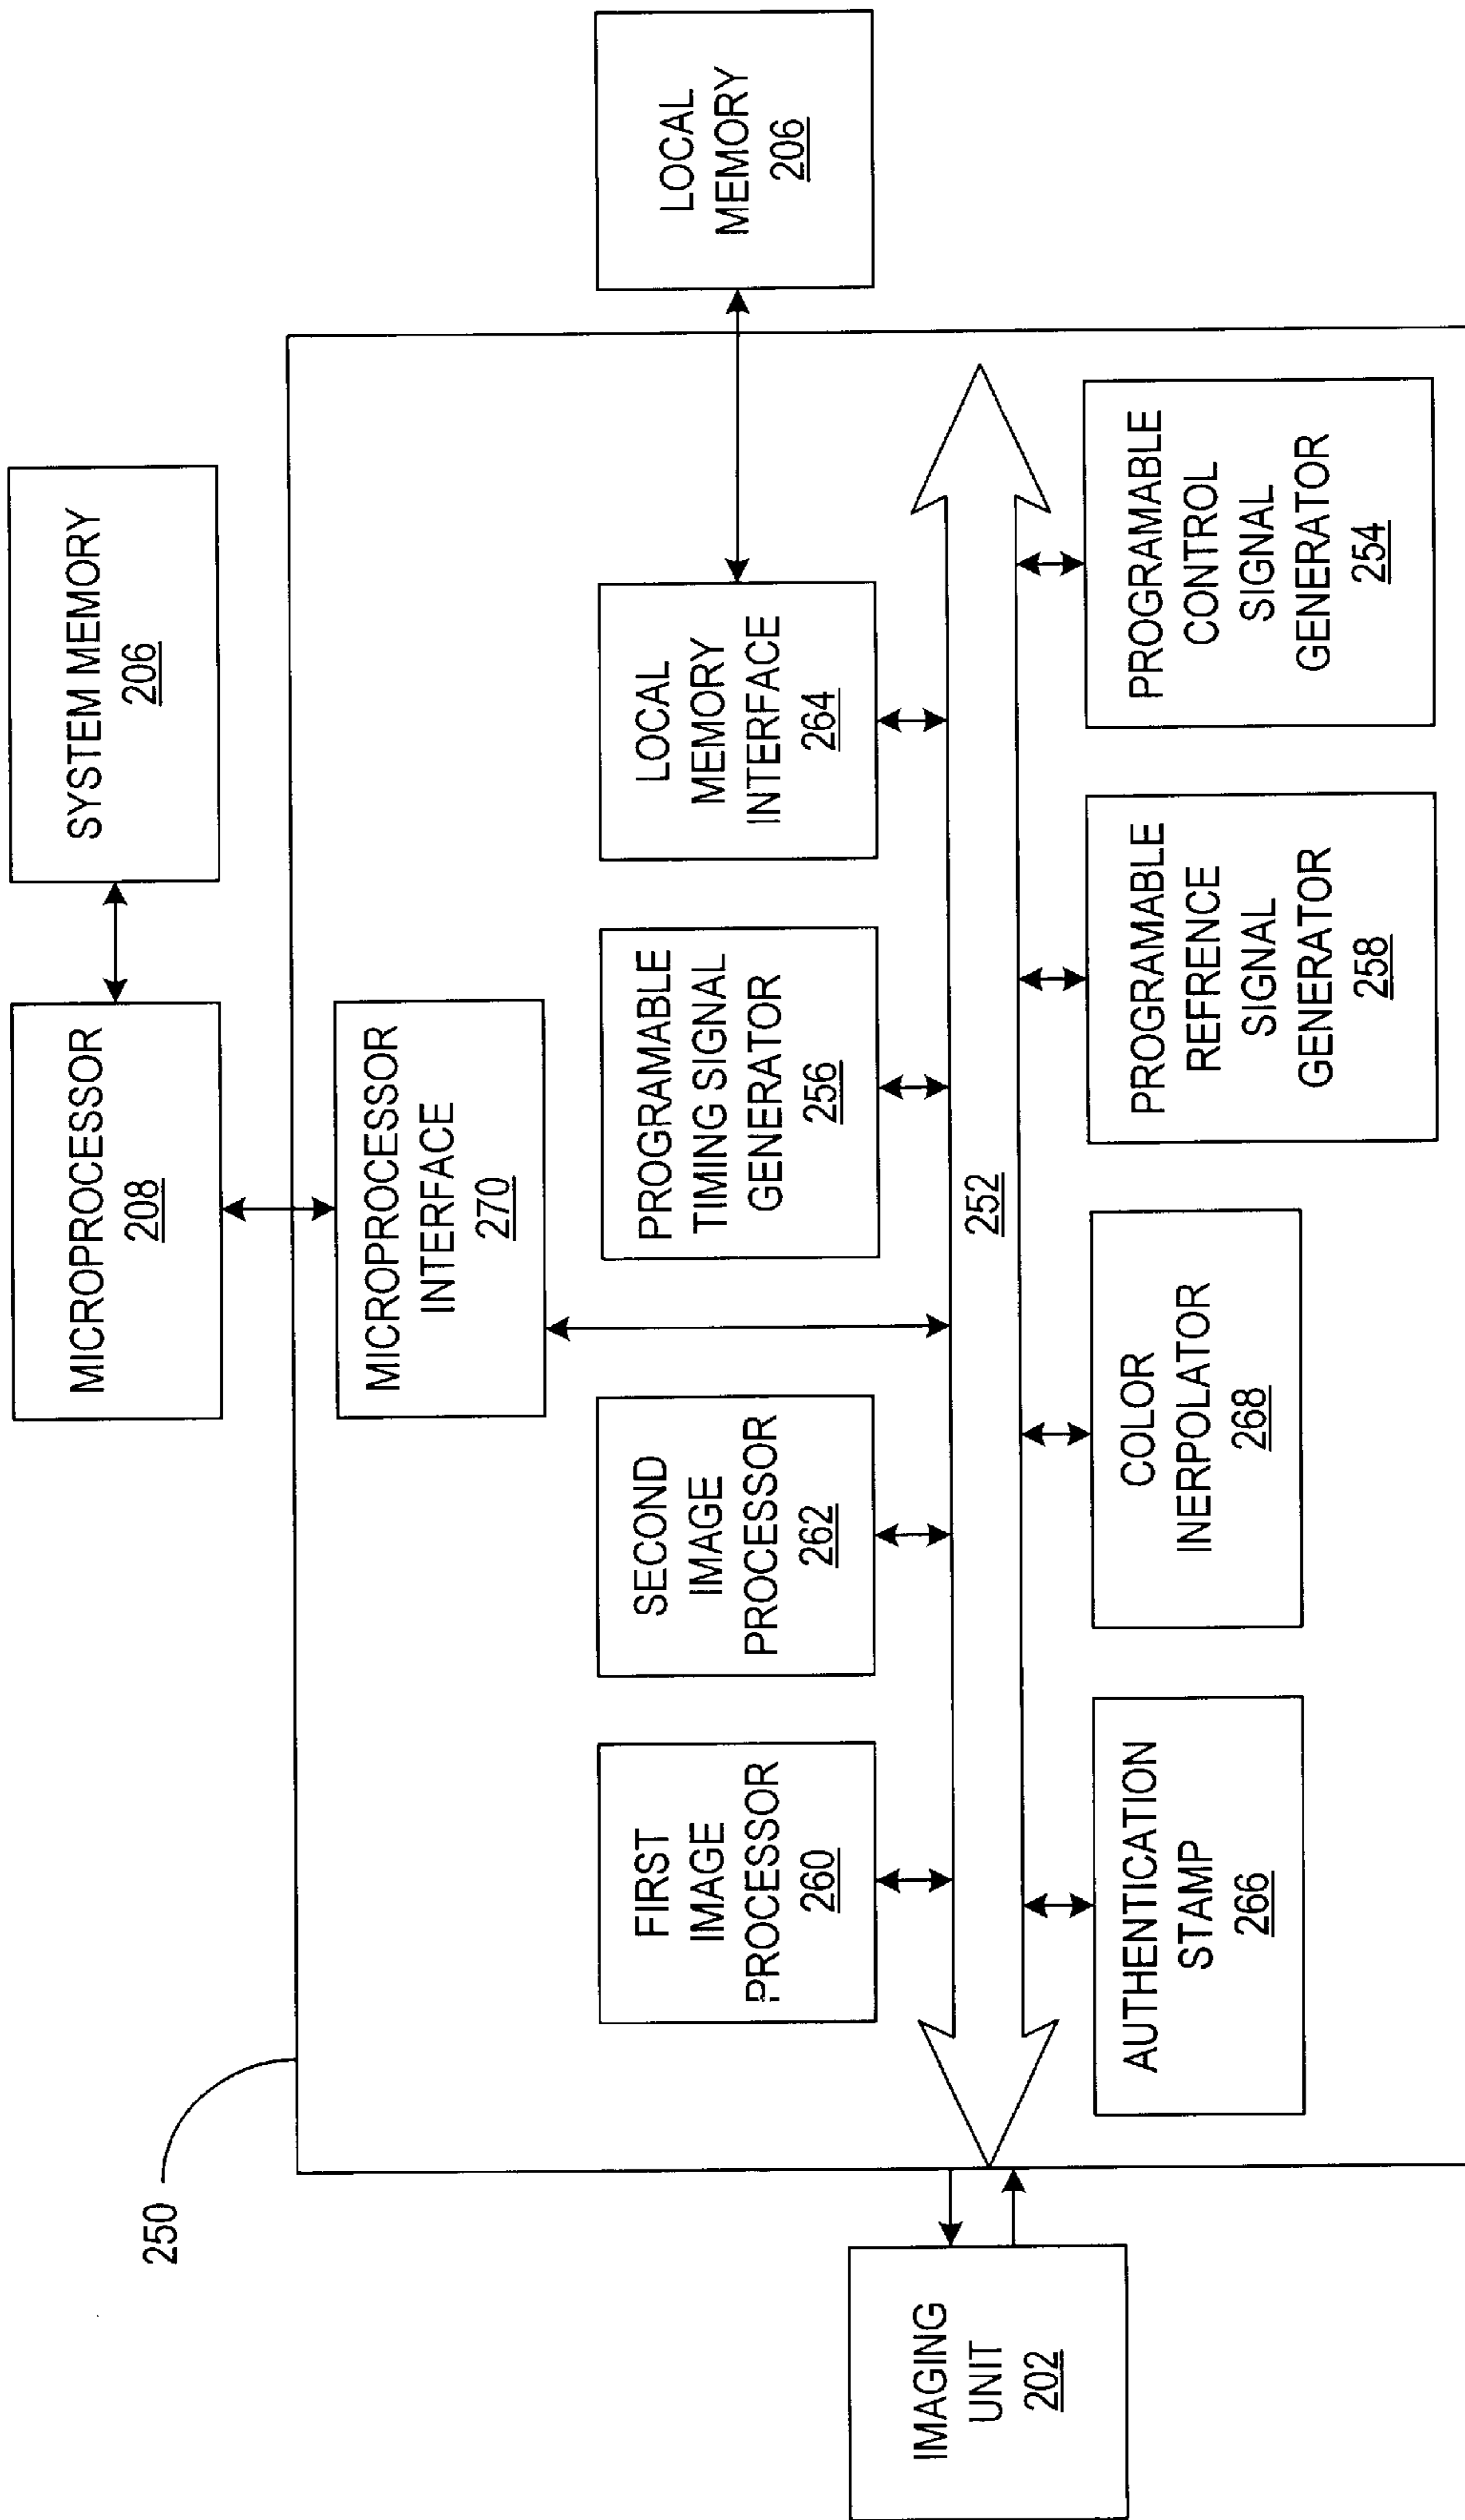 SYSTEM MEMORY
206
MICROPROCESSOR
208
250
MICROPROCESSOR
INTERFACE
270
LOCAL
MEMORY
206
FIRST
IMAGE
PROCESSOR
260
SECOND
IMAGE
PROCESSOR
262
PROGRAMABLE
TIMING SIGNAL
GENERATOR
256
LOCAL
MEMORY
INTERFACE
264
IMAGING
UNIT
202
252
AUTHENTICATION
STAMP
266
COLOR
INERPOLATOR
268
PROGRAMABLE
REFERENCE
SIGNAL
GENERATOR
258
PROGRAMABLE
CONTROL
SIGNAL
GENERATOR
254